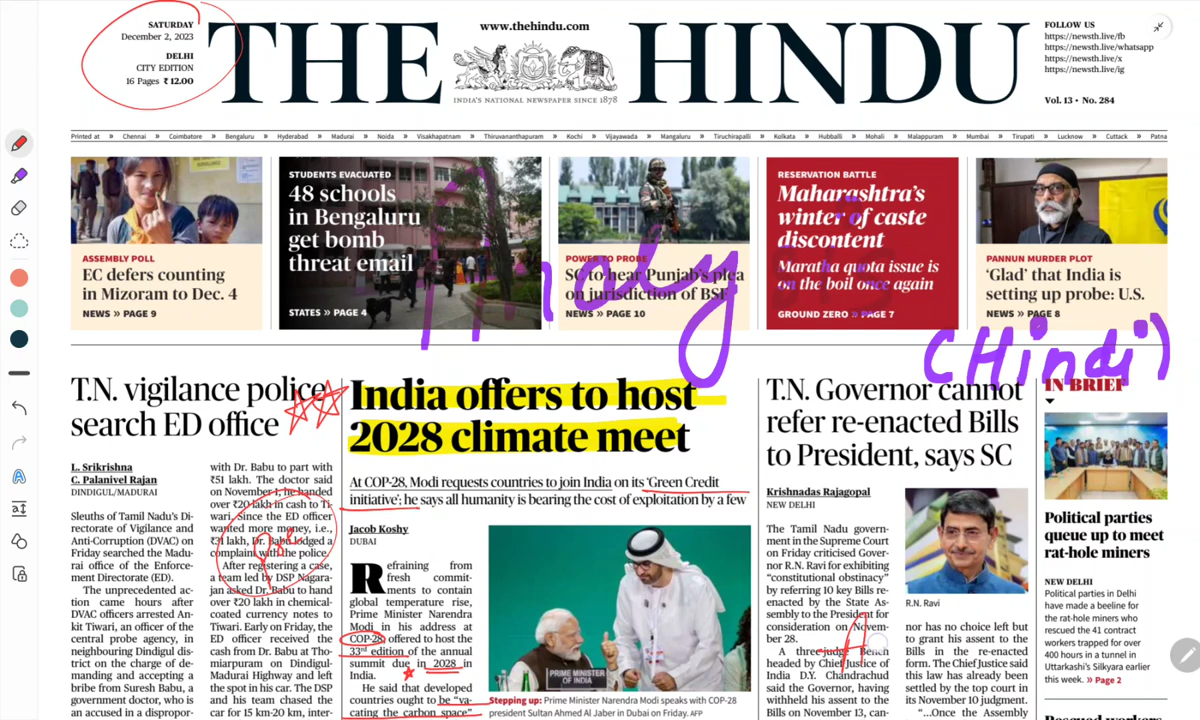 SATURDAY
December 2, 2023
DELHI
CITY EDITION
16 Pages ₹12.00
THE HINDU
www.thehindu.com
INDIA'S NATIONAL NEWSPAPER SINCE 1878
FOLLOW US
https://newsth.live/fb
https://newsth.live/whatsapp
https://newsth.live/x
https://newsth.live/ig
Vol. 13 • No. 284
Printed at » Chennai » Coimbatore » Bengaluru » Hyderabad » Madurai » Noida » Visakhapatnam » Thiruvananthapuram » Kochi » Vijayawada » Mangaluru » Tiruchirapalli » Kolkata » Hubballi » Mohali » Malappuram » Mumbai » Tirupati » Lucknow » Cuttack » Patna
ASSEMBLY POLL
EC defers counting
in Mizoram to Dec. 4
NEWS » PAGE 9
STUDENTS EVACUATED
48 schools
in Bengaluru
get bomb
threat email
STATES » PAGE 4
POWER TO PROBE
SC to hear Punjab's plea
on jurisdiction of BSF
NEWS » PAGE 10
RESERVATION BATTLE
Maharashtra's
winter of caste
discontent
Maratha quota issue is
on the boil once again
GROUND ZERO » PAGE 7
PANNUN MURDER PLOT
'Glad' that India is
setting up probe: U.S.
NEWS » PAGE 8
(Hindi)
T.N. vigilance police
search ED office
L. Srikrishna
C. Palanivel Rajan
DINDIGUL/MADURAI
Sleuths of Tamil Nadu's Di-
rectorate of Vigilance and
Anti-Corruption (DVAC) on
Friday searched the Madu-
rai office of the Enforce-
ment Directorate (ED).
The unprecedented ac-
tion came hours after
DVAC officers arrested An-
kit Tiwari, an officer of the
central probe agency, in
neighbouring Dindigul dis-
trict on the charge of de-
manding and accepting a
bribe from Suresh Babu, a
government doctor, who is
an accused in a dispropor-
with Dr. Babu to part with
₹51 lakh. The doctor said
on November 1, he handed
over ₹20 lakh in cash to Ti-
wari. Since the ED officer
wanted more money, i.e.,
₹31 lakh, Dr. Babu lodged a
complaint with the police.
After registering a case,
a team led by DSP Nagara-
jan asked Dr. Babu to hand
over ₹20 lakh in chemical-
coated currency notes to
Tiwari. Early on Friday, the
ED officer received the
cash from Dr. Babu at Tho-
miarpuram on Dindigul-
Madurai Highway and left
the spot in his car. The DSP
and his team chased the
car for 15 km-20 km, inter-
India offers to host
2028 climate meet
At COP-28, Modi requests countries to join India on its 'Green Credit
initiative'; he says all humanity is bearing the cost of exploitation by a few
Jacob Koshy
DUBAI
Refraining from
fresh commit-
ments to contain
global temperature rise,
Prime Minister Narendra
Modi in his address at
COP-28, offered to host the
33rd edition of the annual
summit due in 2028 in
India.
He said that developed
countries ought to be "va-
cating the carbon space"
PRIME MINISTER
OF INDIA
Stepping up: Prime Minister Narendra Modi speaks with COP-28
president Sultan Ahmed Al Jaber in Dubai on Friday. AFP
T.N. Governor cannot
refer re-enacted Bills
to President, says SC
Krishnadas Rajagopal
NEW DELHI
The Tamil Nadu govern-
ment in the Supreme Court
on Friday criticised Gover-
nor R.N. Ravi for exhibiting
"constitutional obstinacy"
by referring 10 key Bills re-
enacted by the State As-
sembly to the President for
consideration on Novem-
ber 28.
A three-judge Bench
headed by Chief Justice of
India D.Y. Chandrachud
said the Governor, having
withheld his assent to the
Bills on November 13, can-
R.N. Ravi
nor has no choice left but
to grant his assent to the
Bills in the re-enacted
form. The Chief Justice said
this law had already been
settled by the top court in
its November 10 judgment.
"...Once the Assembly
IN BRIEF
Political parties
queue up to meet
rat-hole miners
NEW DELHI
Political parties in Delhi
have made a beeline for
the rat-hole miners who
rescued the 41 contract
workers trapped for over
400 hours in a tunnel in
Uttarkashi's Silkyara earlier
this week. » Page 2
Rescued workers